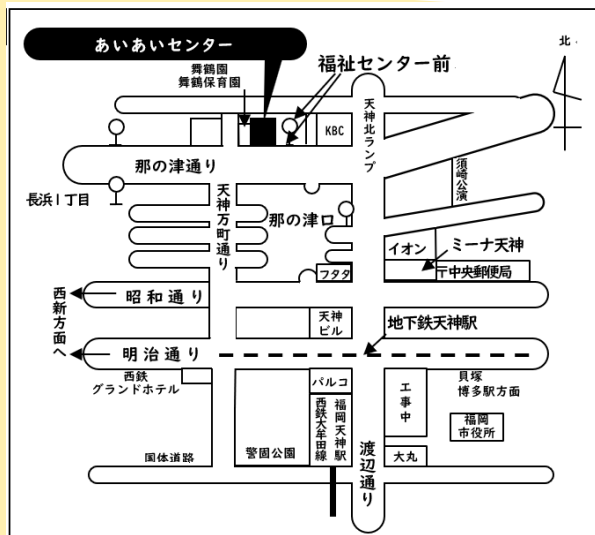 あいあいセンター
北
舞鶴園
舞鶴保育園
福祉センター前
KBC
天神北ランプ
那の津通り
須崎公演
長浜1丁目
天神万町通り
那の津口
イオン
ミーナ天神
フタタ
〒中央郵便局
西新方面へ
昭和通り
天神
ビル
地下鉄天神駅
明治通り
西鉄
グランドホテル
パルコ
工事中
貝塚
博多駅方面
福岡天神駅
西鉄大牟田線
福岡
市役所
国体道路
警固公園
渡辺通り
大丸